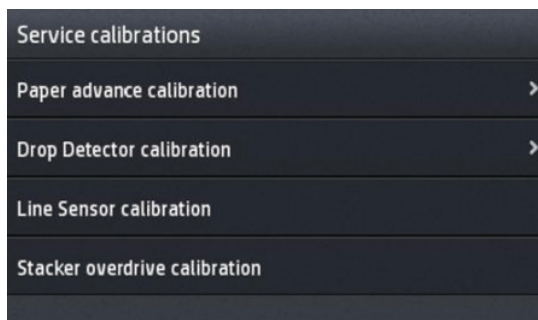 Service calibrations
Paper advance calibration
Drop Detector calibration
Line Sensor calibration
Stacker overdrive calibration